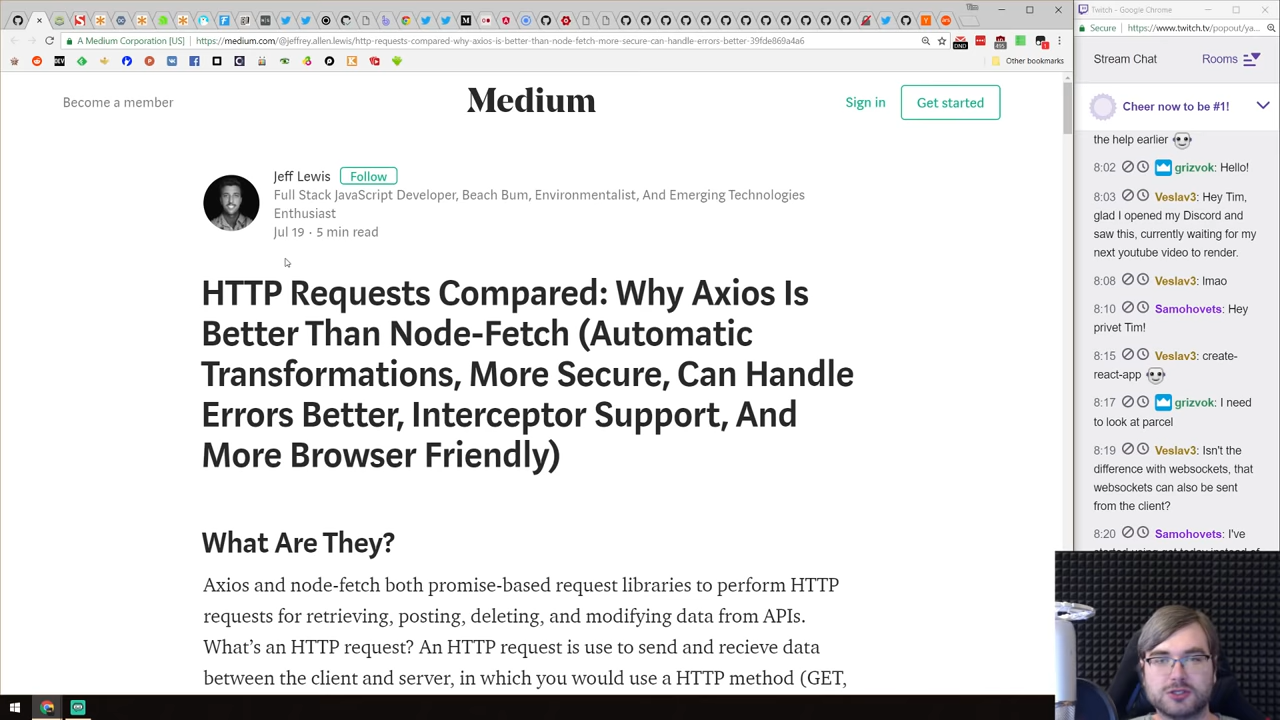 Tim
A Medium Corporation [US]
https://medium.com/@jeffrey.allen.lewis/http-requests-compared-why-axios-is-better-than-node-fetch-more-secure-can-handle-errors-better-39fde869a4a6
Other bookmarks
Become a member
Medium
Sign in
Get started
Jeff Lewis
Follow
Full Stack JavaScript Developer, Beach Bum, Environmentalist, And Emerging Technologies
Enthusiast
Jul 19 · 5 min read
HTTP Requests Compared: Why Axios Is
Better Than Node-Fetch (Automatic
Transformations, More Secure, Can Handle
Errors Better, Interceptor Support, And
More Browser Friendly)
What Are They?
Axios and node-fetch both promise-based request libraries to perform HTTP
requests for retrieving, posting, deleting, and modifying data from APIs.
What's an HTTP request? An HTTP request is use to send and recieve data
between the client and server, in which you would use a HTTP method (GET,
Twitch - Google Chrome
Secure
https://www.twitch.tv/popout/ya...
Stream Chat
Rooms
Cheer now to be #1!
the help earlier
8:02 grizvok: Hello!
8:03 Veslav3: Hey Tim,
glad I opened my Discord and
saw this, currently waiting for my
next youtube video to render.
8:08 Veslav3: lmao
8:10 Samohovets: Hey
privet Tim!
8:15 Veslav3: create-
react-app
8:17 grizvok: I need
to look at parcel
8:19 Veslav3: Isn't the
difference with websockets, that
websockets can also be sent
from the client?
8:20 Samohovets: I've